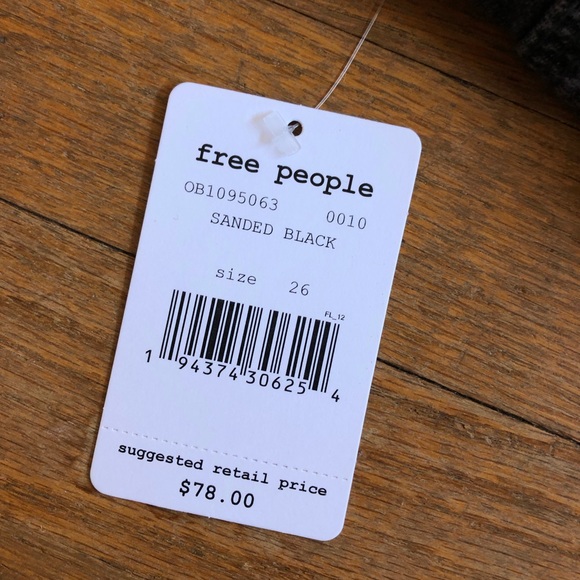 free people
OB1095063 0010
SANDED BLACK
size 26
FL_12
1 94374 30625 4
suggested retail price
$78.00